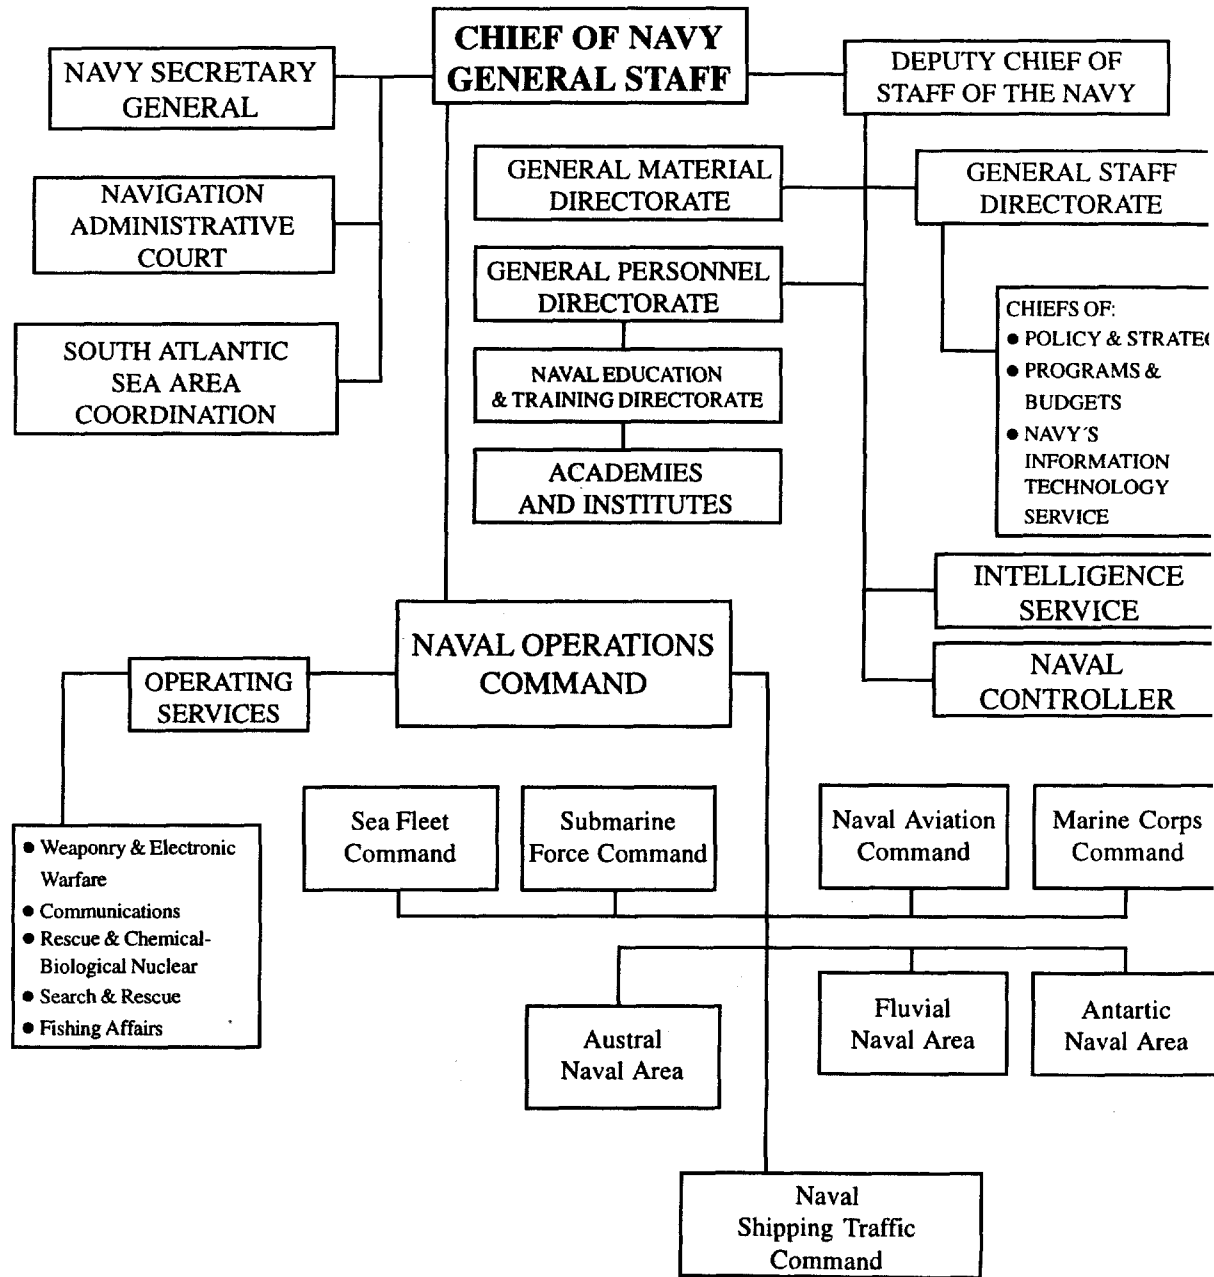 CHIEF OF NAVY
GENERAL STAFF
NAVY SECRETARY
GENERAL
DEPUTY CHIEF OF
STAFF OF THE NAVY
NAVIGATION
ADMINISTRATIVE
COURT
GENERAL MATERIAL
DIRECTORATE
GENERAL STAFF
DIRECTORATE
GENERAL PERSONNEL
DIRECTORATE
SOUTH ATLANTIC
SEA AREA
COORDINATION
NAVAL EDUCATION
& TRAINING DIRECTORATE
ACADEMIES
AND INSTITUTES
CHIEFS OF:
● POLICY &
● PROGRAMS &
BUDGETS
● NAVY´S
INFORMATION
TECHNOLOGY
SERVICE
INTELLIGENCE
SERVICE
NAVAL
CONTROLLER
NAVAL OPERATIONS
COMMAND
OPERATING
SERVICES
● Weaponry & Electronic
Warfare
● Communications
● Rescue & Chemical-
Biological Nuclear
● Search & Rescue
● Fishing Affairs
Sea Fleet
Command
Submarine
Force Command
Naval Aviation
Command
Marine Corps
Command
Austral
Naval Area
Fluvial
Naval Area
Antartic
Naval Area
Naval
Shipping Traffic
Command